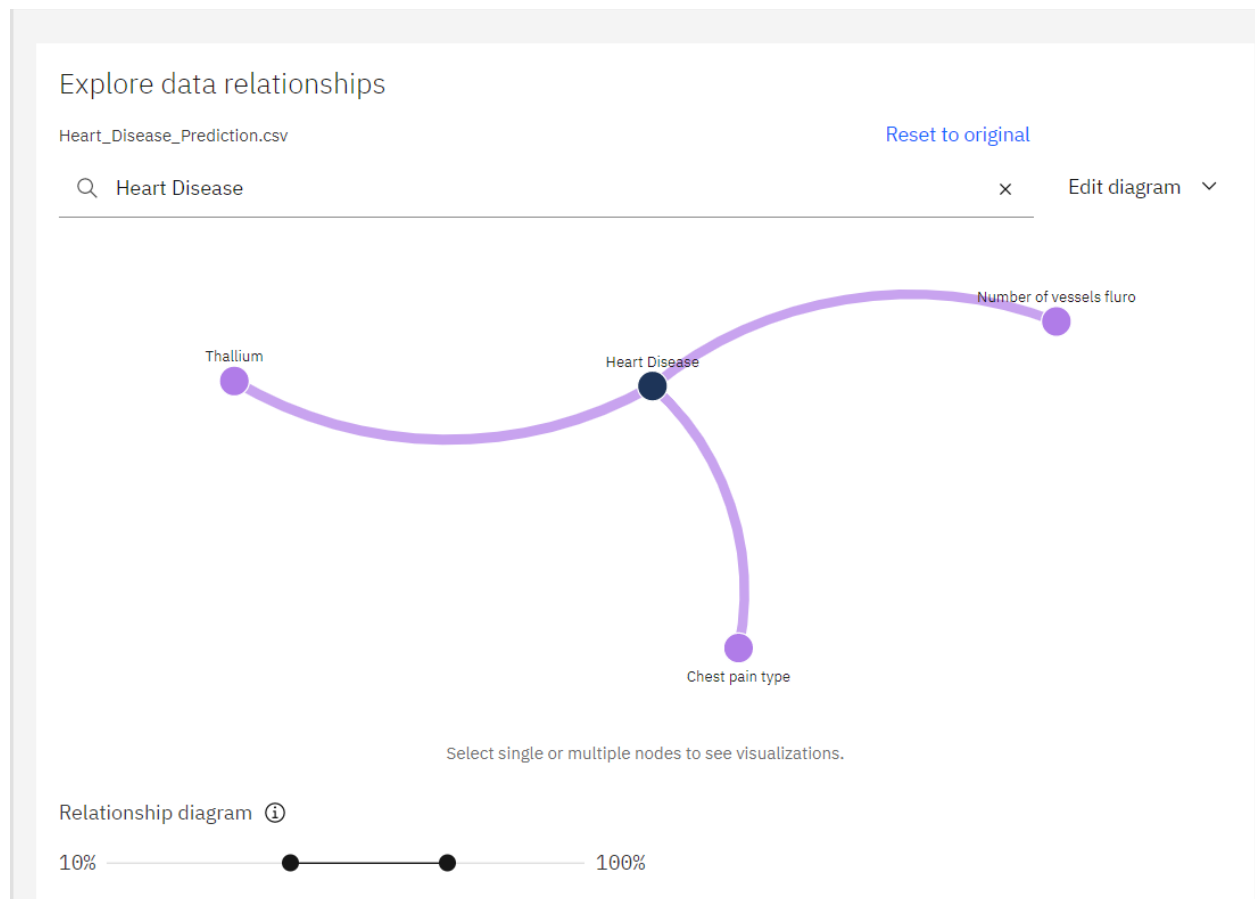 Explore data relationships
Heart_Disease_Prediction.csv
Reset to original
Heart Disease
Edit diagram
Number of vessels fluro
Thallium
Heart Disease
Chest pain type
Select single or multiple nodes to see visualizations.
Relationship diagram
10%
100%